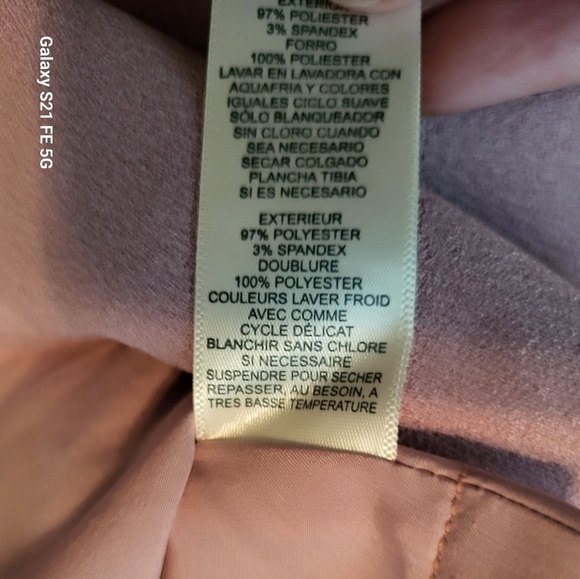 EXTERIOR
97% POLIESTER
3% SPANDEX
FORRO
100% POLIESTER
LAVAR EN LAVADORA CON
AQUAFRIA Y COLORES
IGUALES CICLO SUAVE
SÓLO BLANQUEADOR
SIN CLORO CUANDO
SEA NECESARIO
SECAR COLGADO
PLANCHA TIBIA
SI ES NECESARIO
EXTERIEUR
97% POLYESTER
3% SPANDEX
DOUBLURE
100% POLYESTER
COULEURS LAVER FROID
AVEC COMME
CYCLE DÉLICAT
BLANCHIR SANS CHLORE
SI NECESSAIRE
SUSPENDRE POUR SECHER
REPASSER, AU BESOIN, A
TRES BASSE TEMPERATURE
Galaxy S21 FE 5G